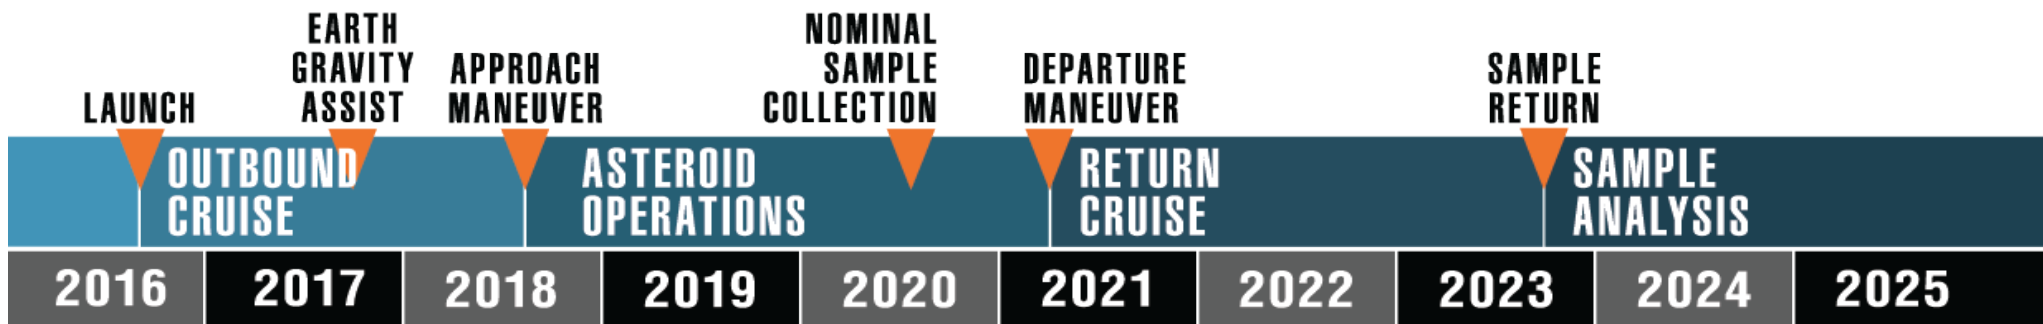 LAUNCH
EARTH
GRAVITY
ASSIST
APPROACH
MANEUVER
NOMINAL
SAMPLE
COLLECTION
DEPARTURE
MANEUVER
SAMPLE
RETURN
OUTBOUND
CRUISE
ASTEROID
OPERATIONS
RETURN
CRUISE
SAMPLE
ANALYSIS
2016 2017 2018 2019 2020 2021 2022 2023 2024 2025